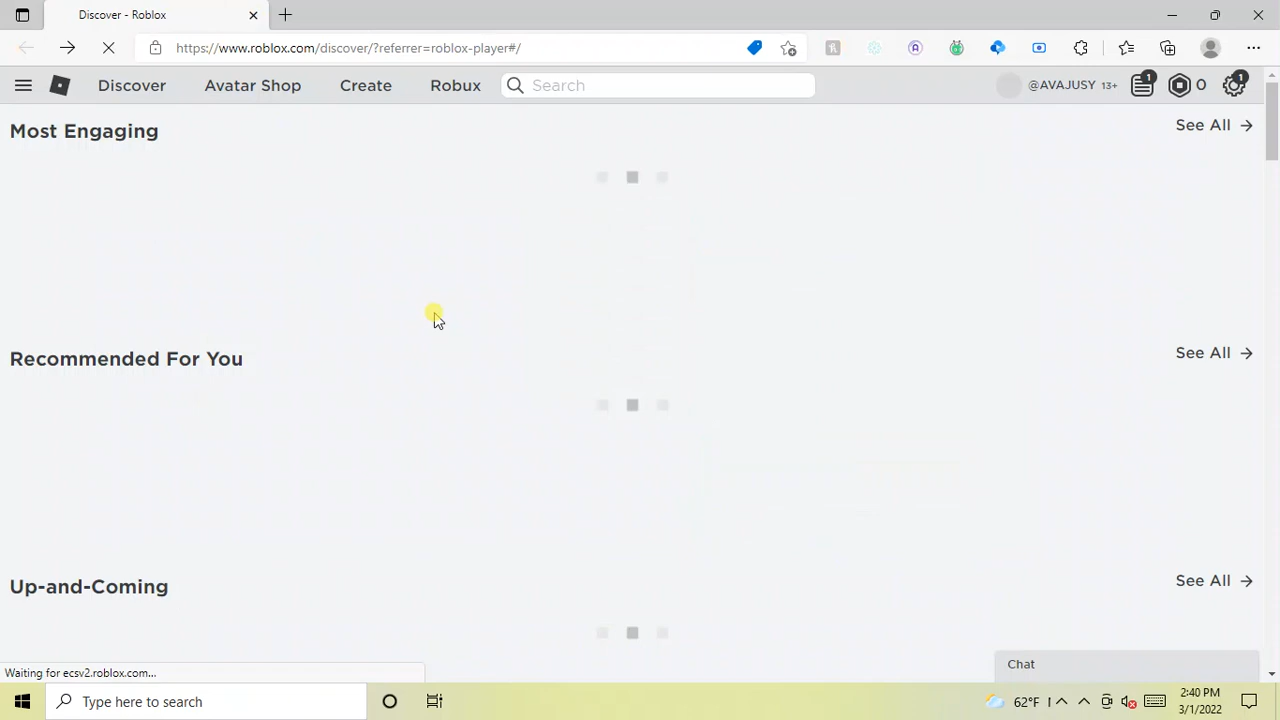 Discover - Roblox
https://www.roblox.com/discover/?referrer=roblox-player#/
Discover
Avatar Shop
Create
Robux
Search
@AVAJUSY 13+
1
0
1
Most Engaging
See All
Recommended For You
See All
Up-and-Coming
See All
Waiting for ecsv2.roblox.com...
Chat
Type here to search
62°F
2:40 PM
3/1/2022